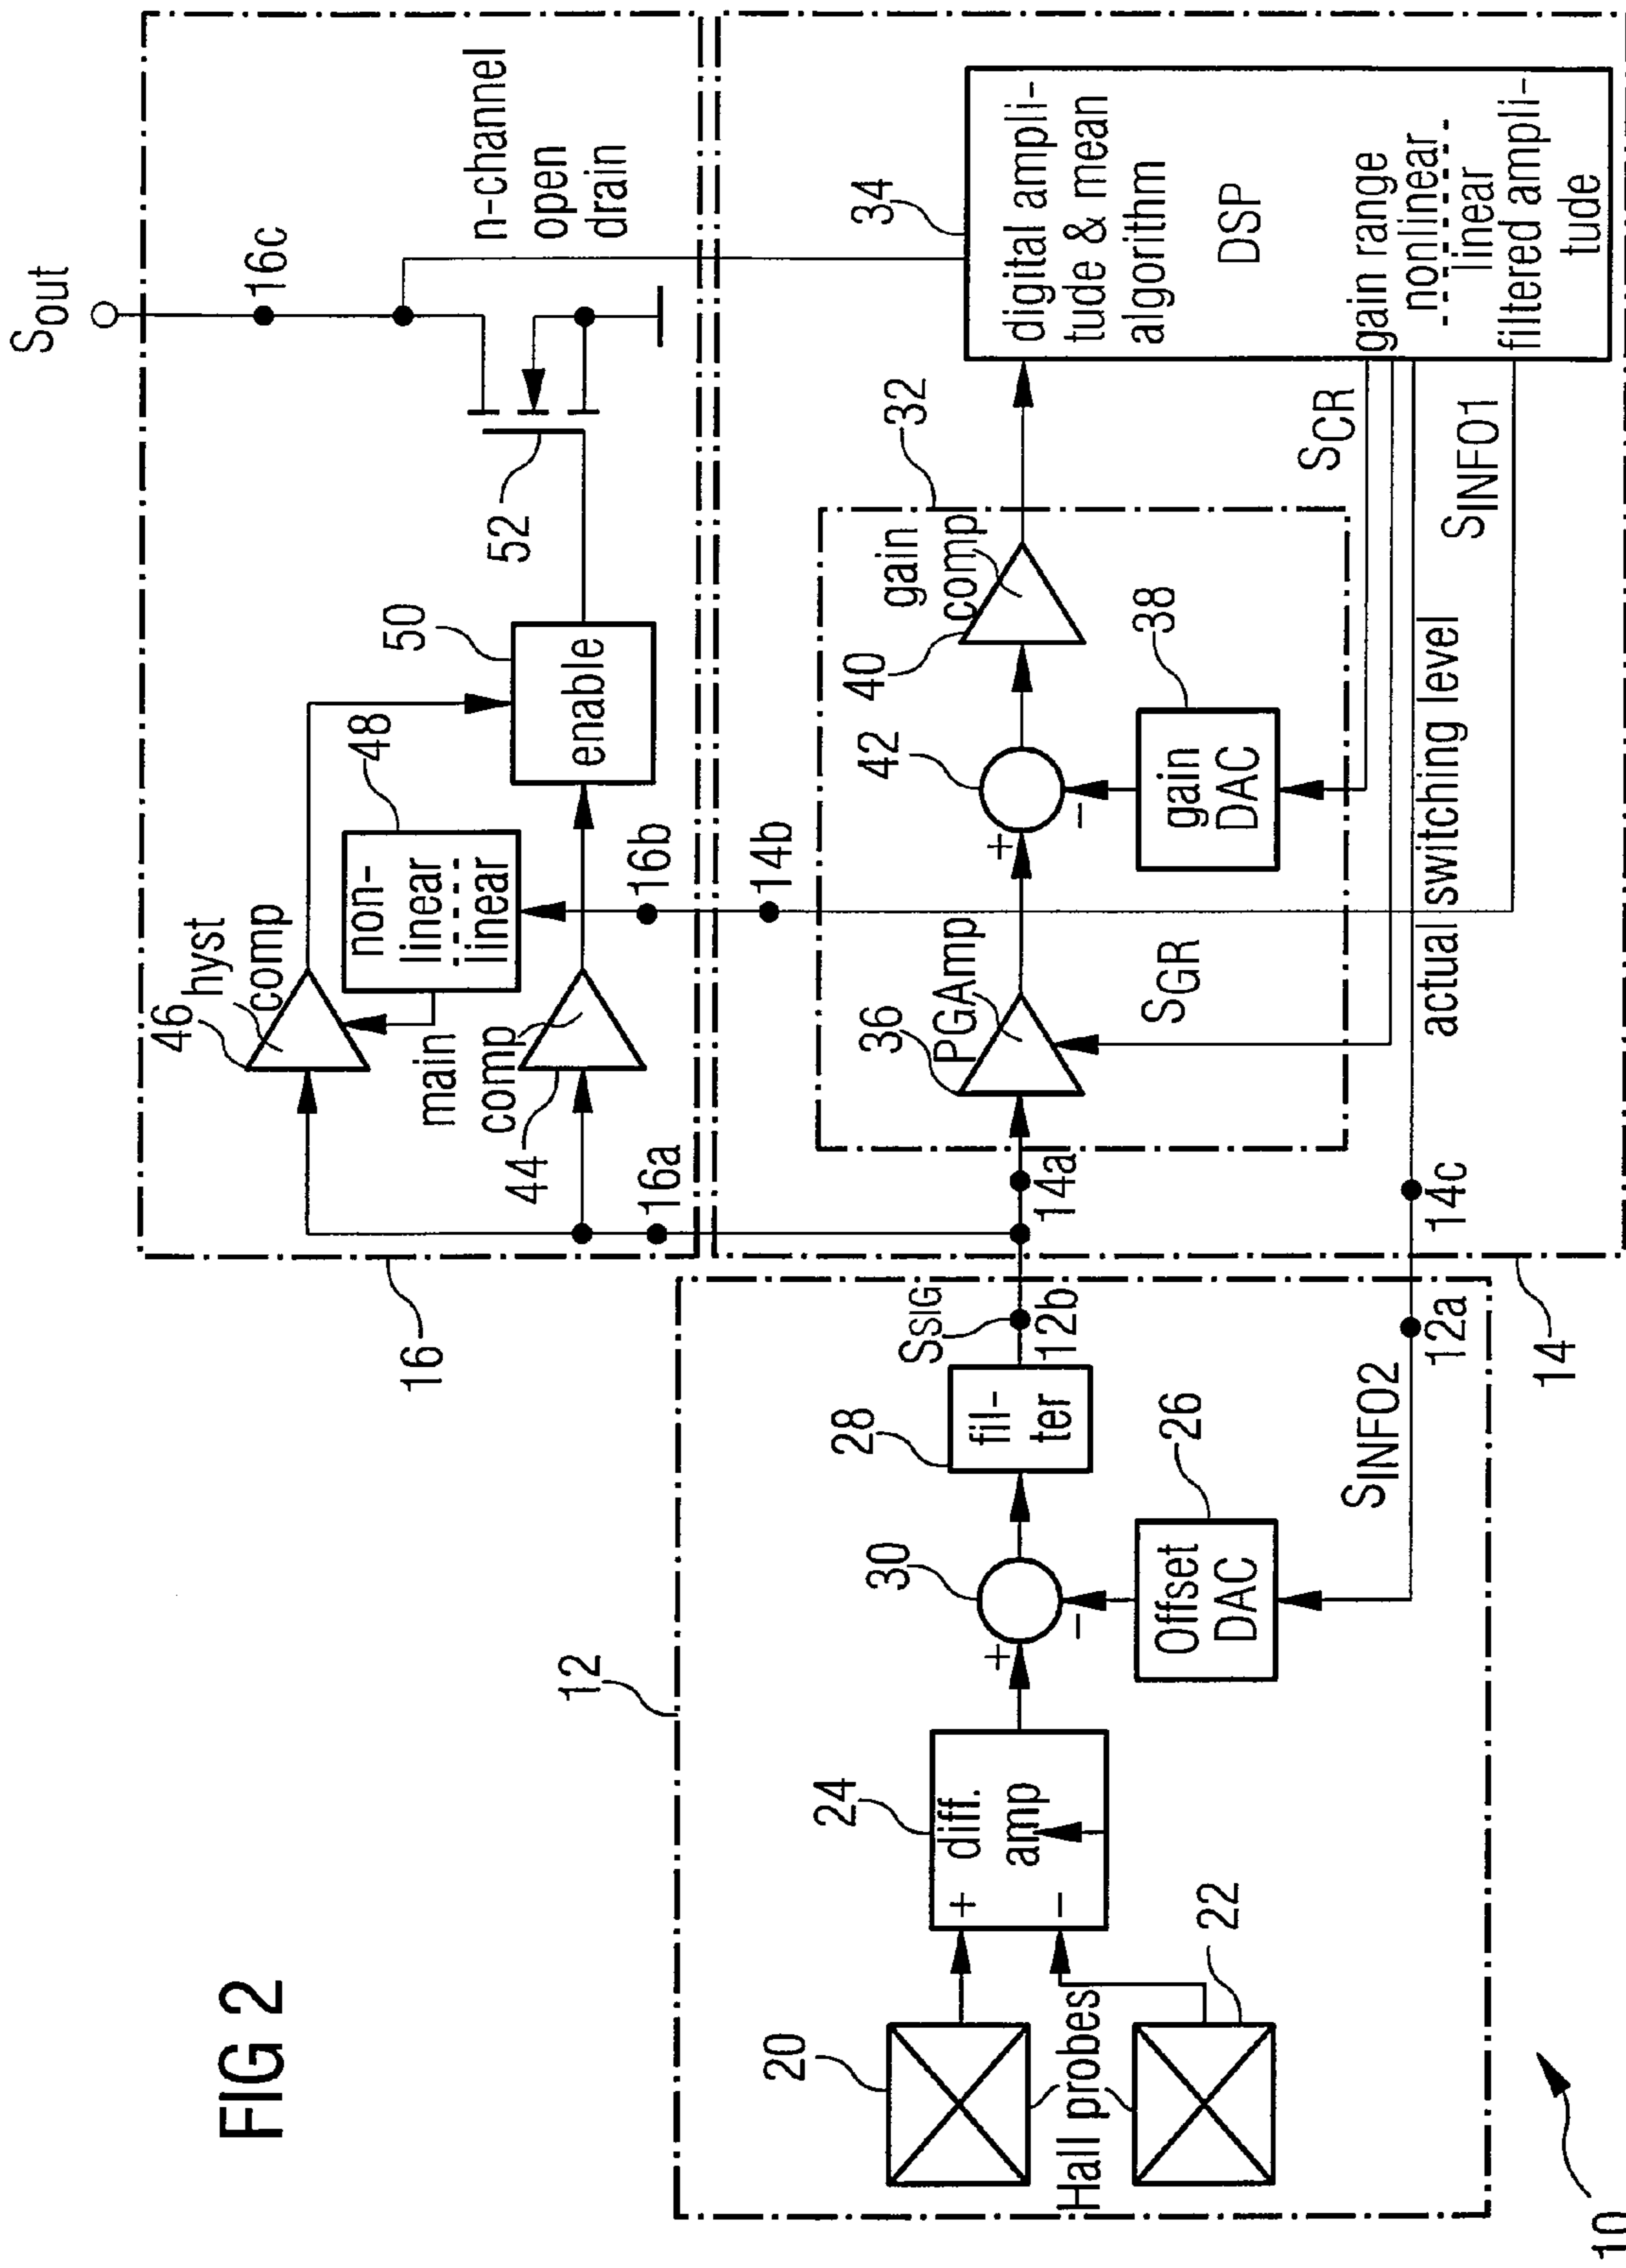 FIG 2
Sout
16c
n-channel
open
drain
52
50
enable
48
non-
linear
linear
46
hyst
comp
main
comp
44
16a
16b
16
34
digital ampli-
tude & mean
algorithm
DSP
gain range
nonlinear
linear
filtered ampli-
tude
32
gain
comp
40
42
+
−
38
gain
DAC
36
PGAmp
SGR
SCR
SINFO1
actual switching level
14a
14b
14c
14
12
SSIG
12b
12a
28
fil-
ter
30
+
−
26
Offset
DAC
SINFO2
24
diff.
amp
+
−
20
Hall probes
22
10